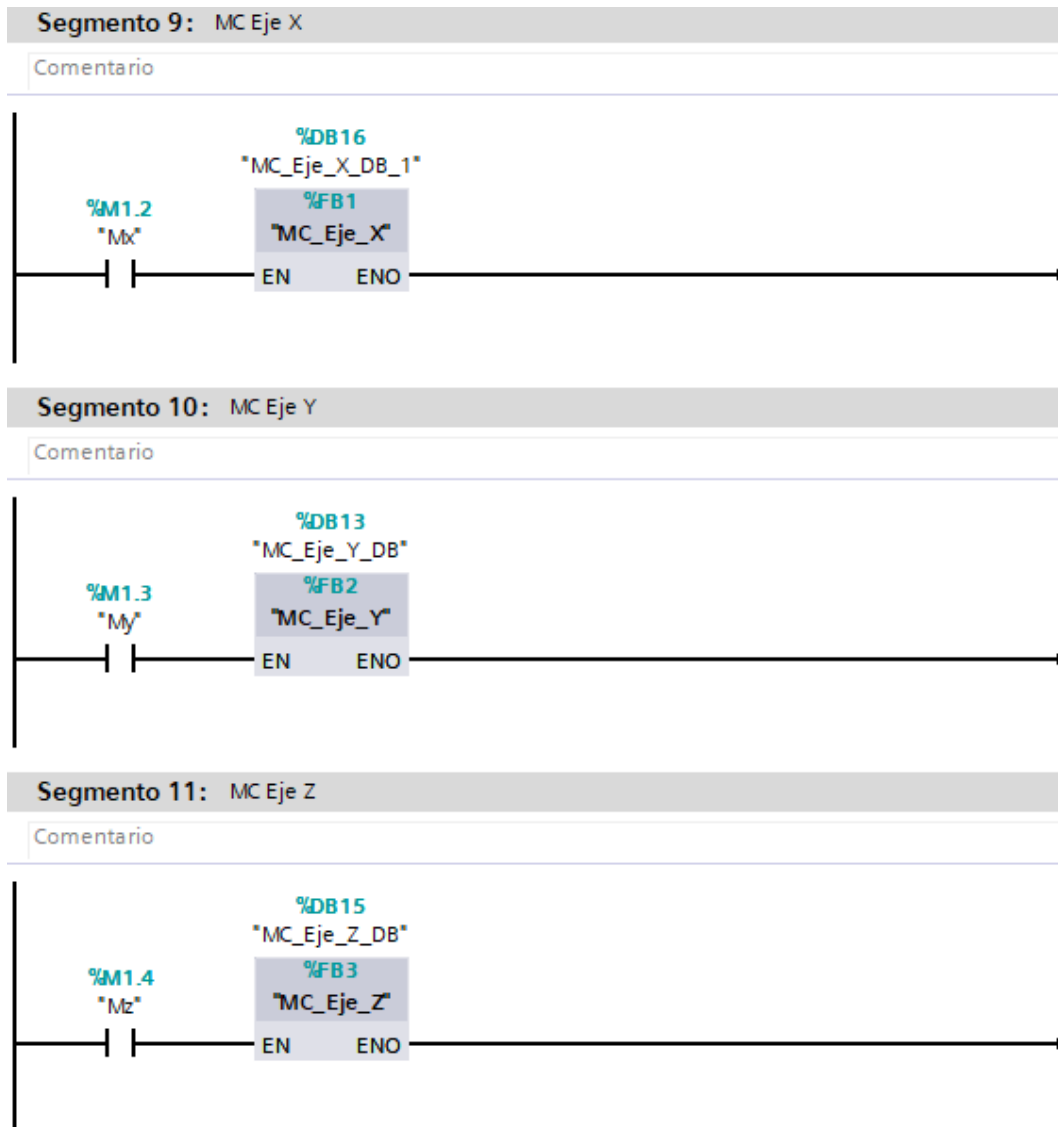 Segmento 9: MC Eje X
Comentario
%DB16
"MC_Eje_X_DB_1"
%FB1
"MC_Eje_X"
%M1.2
"Mx"
EN ENO
Segmento 10: MC Eje Y
Comentario
%DB13
"MC_Eje_Y_DB"
%FB2
"MC_Eje_Y"
%M1.3
"My"
EN ENO
Segmento 11: MC Eje Z
Comentario
%DB15
"MC_Eje_Z_DB"
%FB3
"MC_Eje_Z"
%M1.4
"Mz"
EN ENO